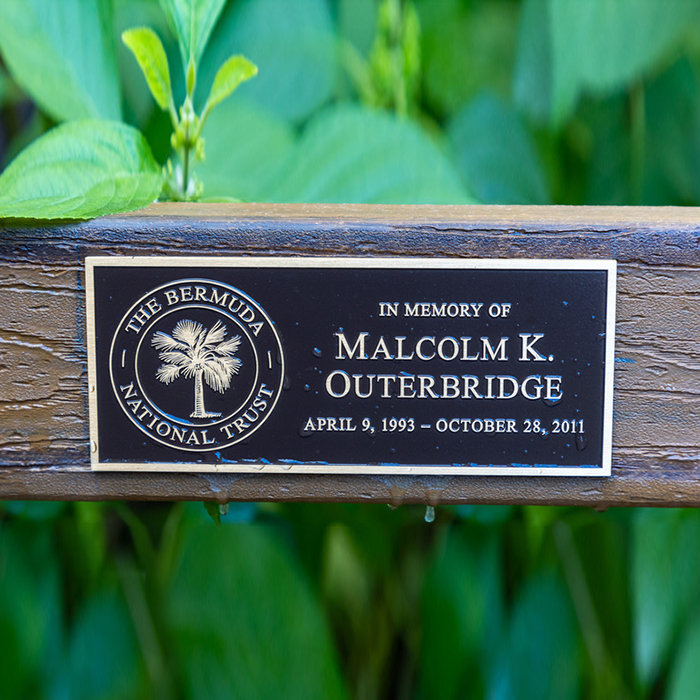 THE BERMUDA
NATIONAL TRUST
IN MEMORY OF
MALCOLM K.
OUTERBRIDGE
APRIL 9, 1993 – OCTOBER 28, 2011